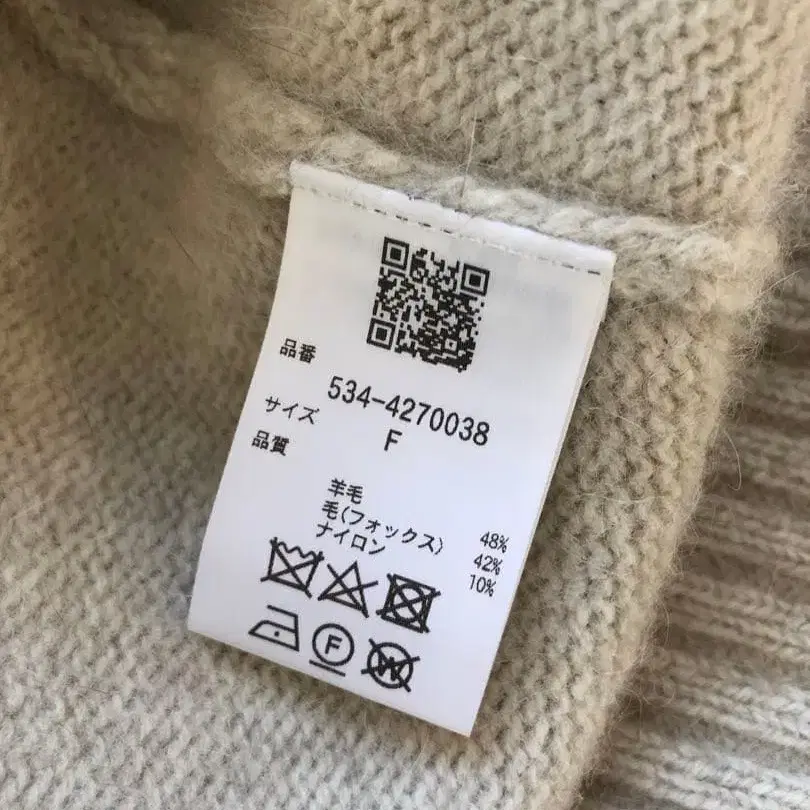 品番
534-4270038
サイズ F
品質
羊毛 48%
毛(フォックス) 42%
ナイロン 10%
F
W